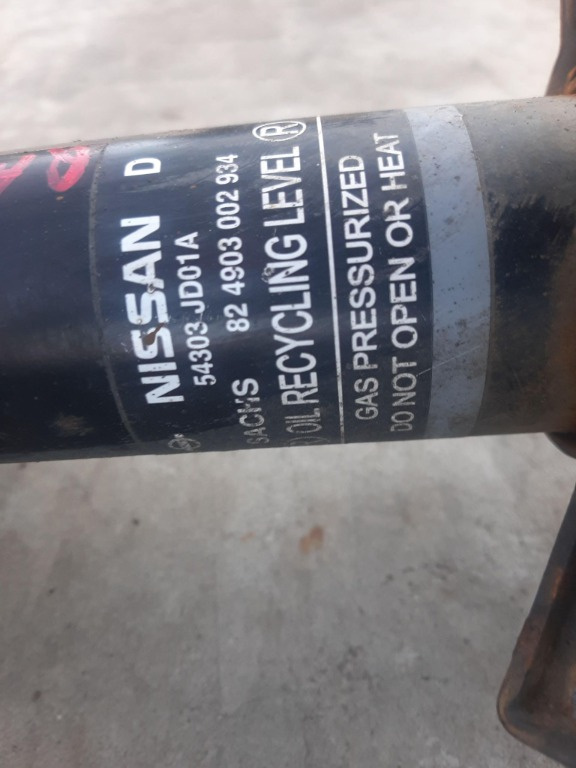 NISSAN D
54303-JD01A
SACHS 82 4903 002 934
OIL RECYCLING LEVEL ®
GAS PRESSURIZED
DO NOT OPEN OR HEAT